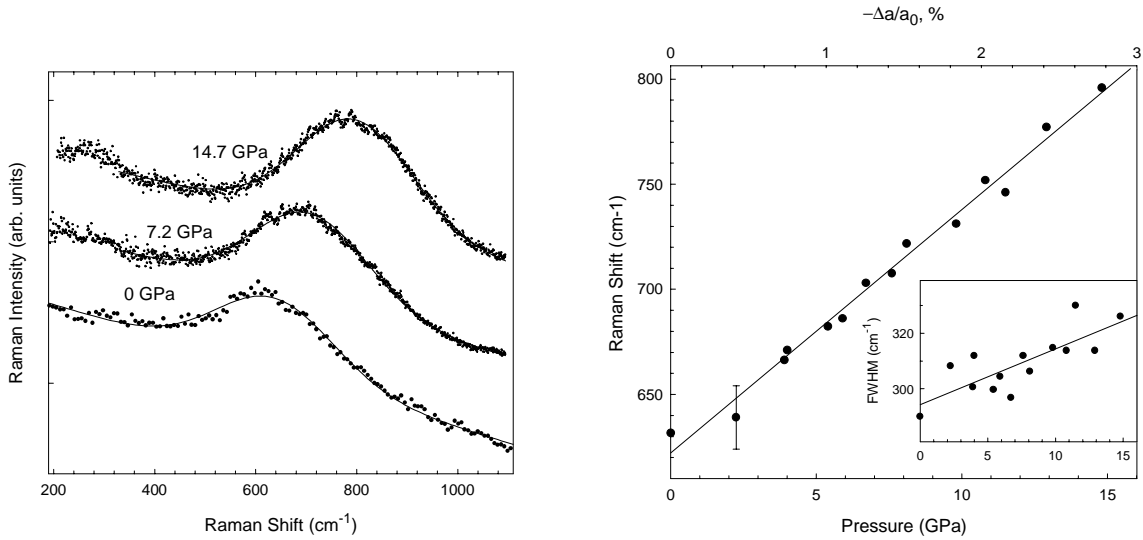 14.7 GPa
7.2 GPa
0 GPa
Raman Intensity (arb. units)
200 400 600 800 1000
Raman Shift (cm-1)
−Δa/a0, %
0 1 2 3
800
750
700
650
Raman Shift (cm-1)
0 5 10 15
Pressure (GPa)
320
300
FWHM (cm-1)
0 5 10 15